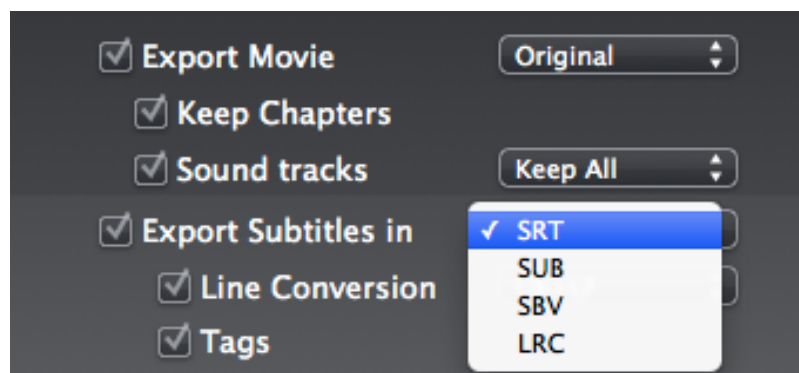 Export Movie Original
Keep Chapters
Sound tracks Keep All
Export Subtitles in ✓ SRT
SUB
Line Conversion
SBV
Tags LRC